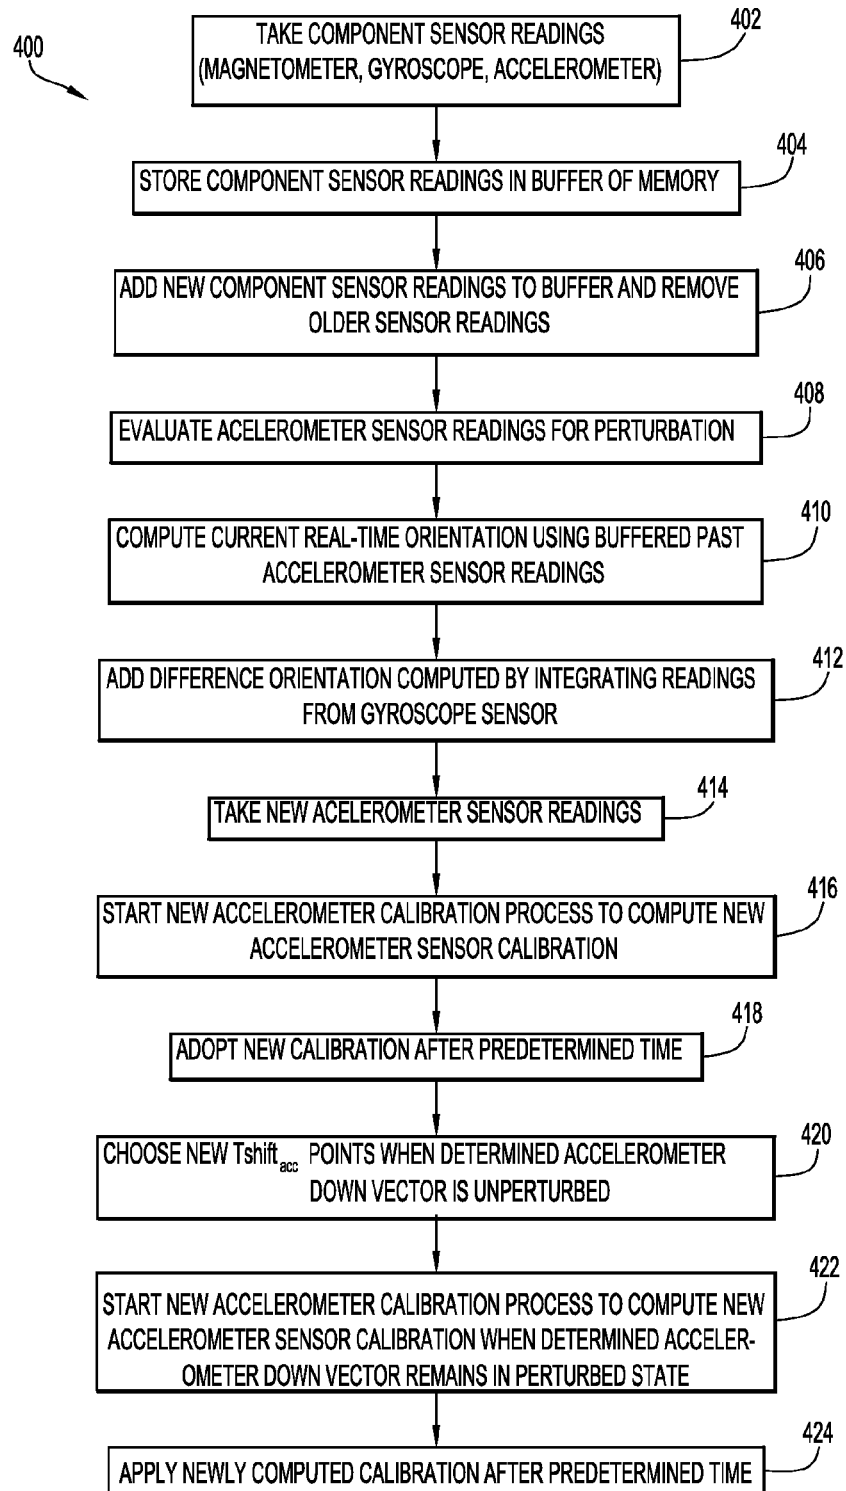 400
TAKE COMPONENT SENSOR READINGS
(MAGNETOMETER, GYROSCOPE, ACCELEROMETER)
402
STORE COMPONENT SENSOR READINGS IN BUFFER OF MEMORY
404
ADD NEW COMPONENT SENSOR READINGS TO BUFFER AND REMOVE
OLDER SENSOR READINGS
406
EVALUATE ACELEROMETER SENSOR READINGS FOR PERTURBATION
408
COMPUTE CURRENT REAL-TIME ORIENTATION USING BUFFERED PAST
ACCELEROMETER SENSOR READINGS
410
ADD DIFFERENCE ORIENTATION COMPUTED BY INTEGRATING READINGS
FROM GYROSCOPE SENSOR
412
TAKE NEW ACELEROMETER SENSOR READINGS
414
START NEW ACCELEROMETER CALIBRATION PROCESS TO COMPUTE NEW
ACCELEROMETER SENSOR CALIBRATION
416
ADOPT NEW CALIBRATION AFTER PREDETERMINED TIME
418
CHOOSE NEW Tshift acc POINTS WHEN DETERMINED ACCELEROMETER
DOWN VECTOR IS UNPERTURBED
420
START NEW ACCELEROMETER CALIBRATION PROCESS TO COMPUTE NEW
ACCELEROMETER SENSOR CALIBRATION WHEN DETERMINED ACCELER-
OMETER DOWN VECTOR REMAINS IN PERTURBED STATE
422
APPLY NEWLY COMPUTED CALIBRATION AFTER PREDETERMINED TIME
424